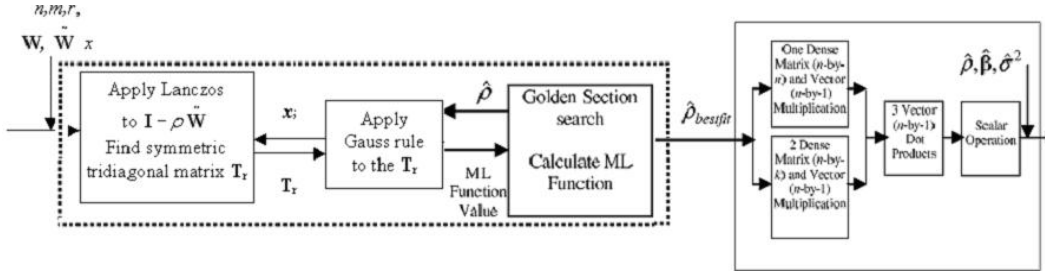 n,m,r,
W, W̃ x
Apply Lanczos
to I − ρW̃
Find symmetric
tridiagonal matrix Tr
x;
Tr
Apply
Gauss rule
to the Tr
ρ̂
ML
Function
Value
Golden Section
search
Calculate ML
Function
ρ̂bestfit
One Dense
Matrix (n-by-
n) and Vector
(n-by-1)
Multiplication
2 Dense
Matrix (n-by-
k) and Vector
(n-by-1)
Multiplication
3 Vector
(n-by-1)
Dot
Products
Scalar
Operation
ρ̂,β̂,σ̂²